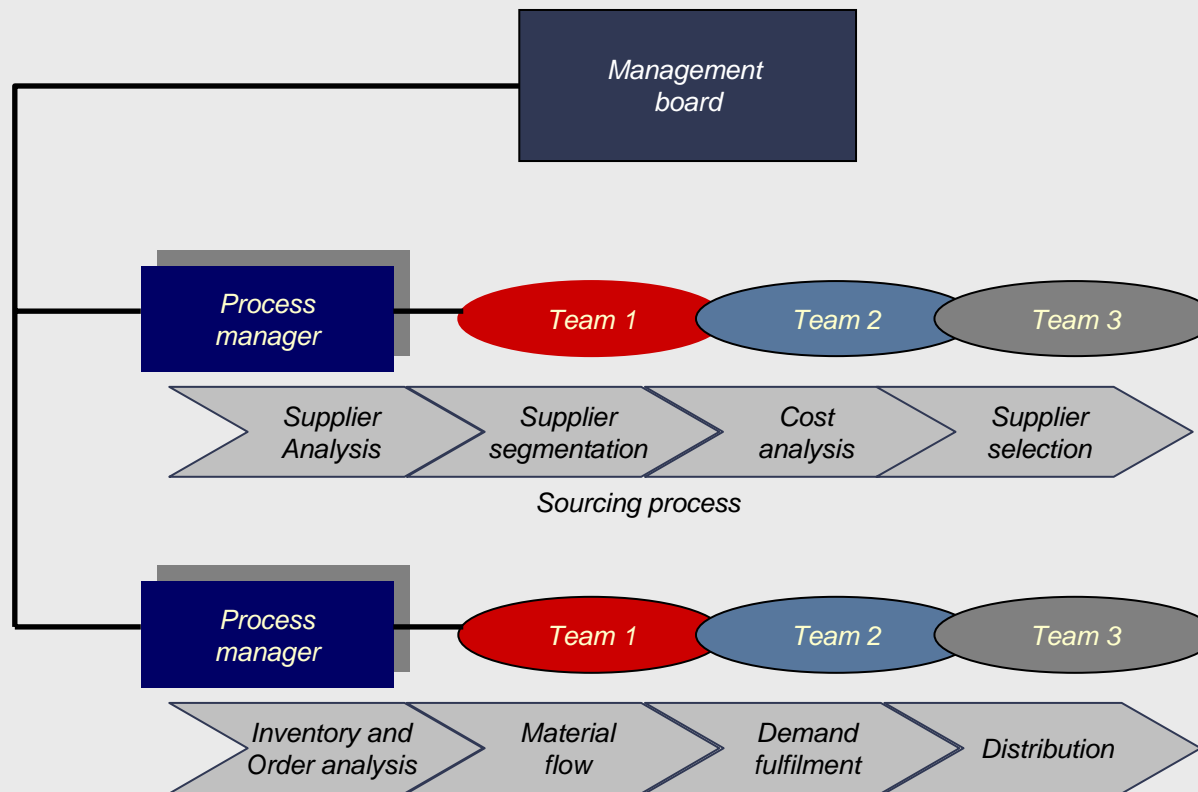 Management
board
Process
manager
Team 1
Team 2
Team 3
Supplier
Analysis
Supplier
segmentation
Cost
analysis
Supplier
selection
Sourcing process
Process
manager
Team 1
Team 2
Team 3
Inventory and
Order analysis
Material
flow
Demand
fulfilment
Distribution